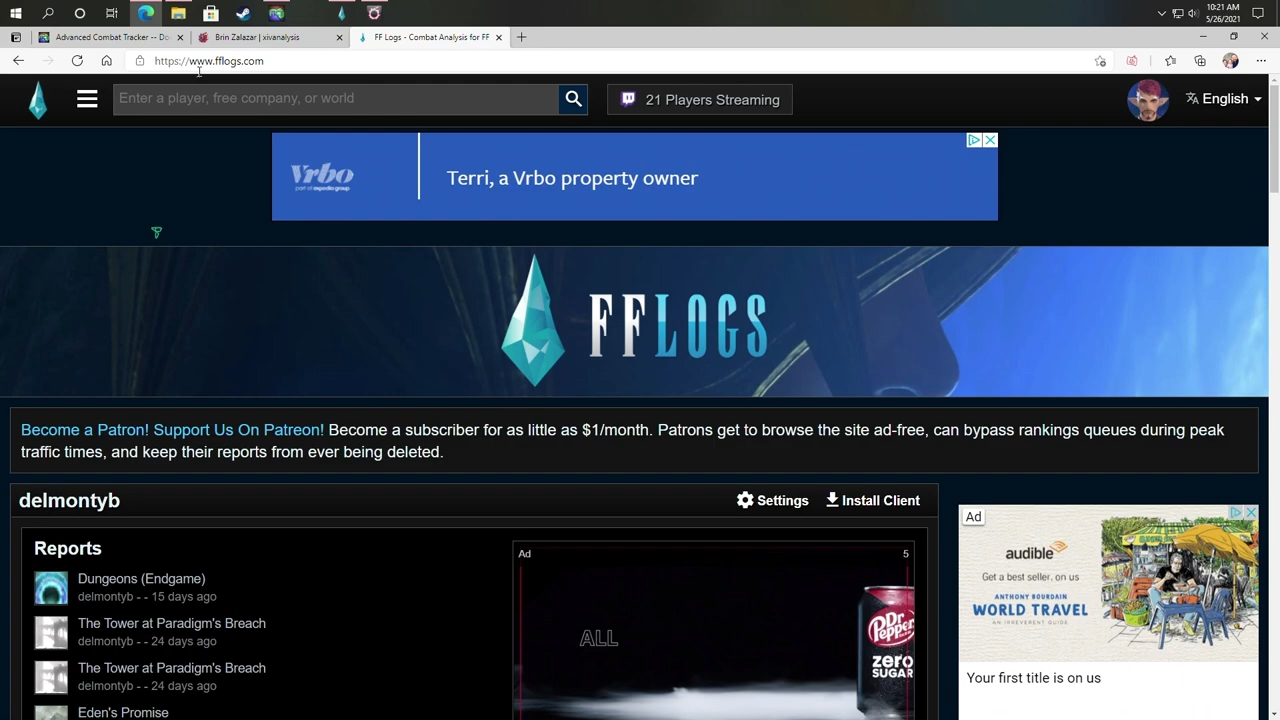 10:21 AM
5/26/2021
Advanced Combat Tracker -- Do
Brin Zalazar | xivanalysis
FF Logs - Combat Analysis for FF
https://www.fflogs.com
Enter a player, free company, or world
21 Players Streaming
English
Vrbo
part of expedia group
Terri, a Vrbo property owner
FFLOGS
Become a Patron! Support Us On Patreon! Become a subscriber for as little as $1/month. Patrons get to browse the site ad-free, can bypass rankings queues during peak
traffic times, and keep their reports from ever being deleted.
delmontyb
Settings
Install Client
Reports
Dungeons (Endgame)
delmontyb - - 15 days ago
The Tower at Paradigm's Breach
delmontyb - - 24 days ago
The Tower at Paradigm's Breach
delmontyb - - 24 days ago
Eden's Promise
Ad
5
ALL
Dr Pepper
zero
SUGAR
Ad
audible
Get a best seller, on us
ANTHONY BOURDAIN
WORLD TRAVEL
AN IRREVERENT GUIDE
Your first title is on us